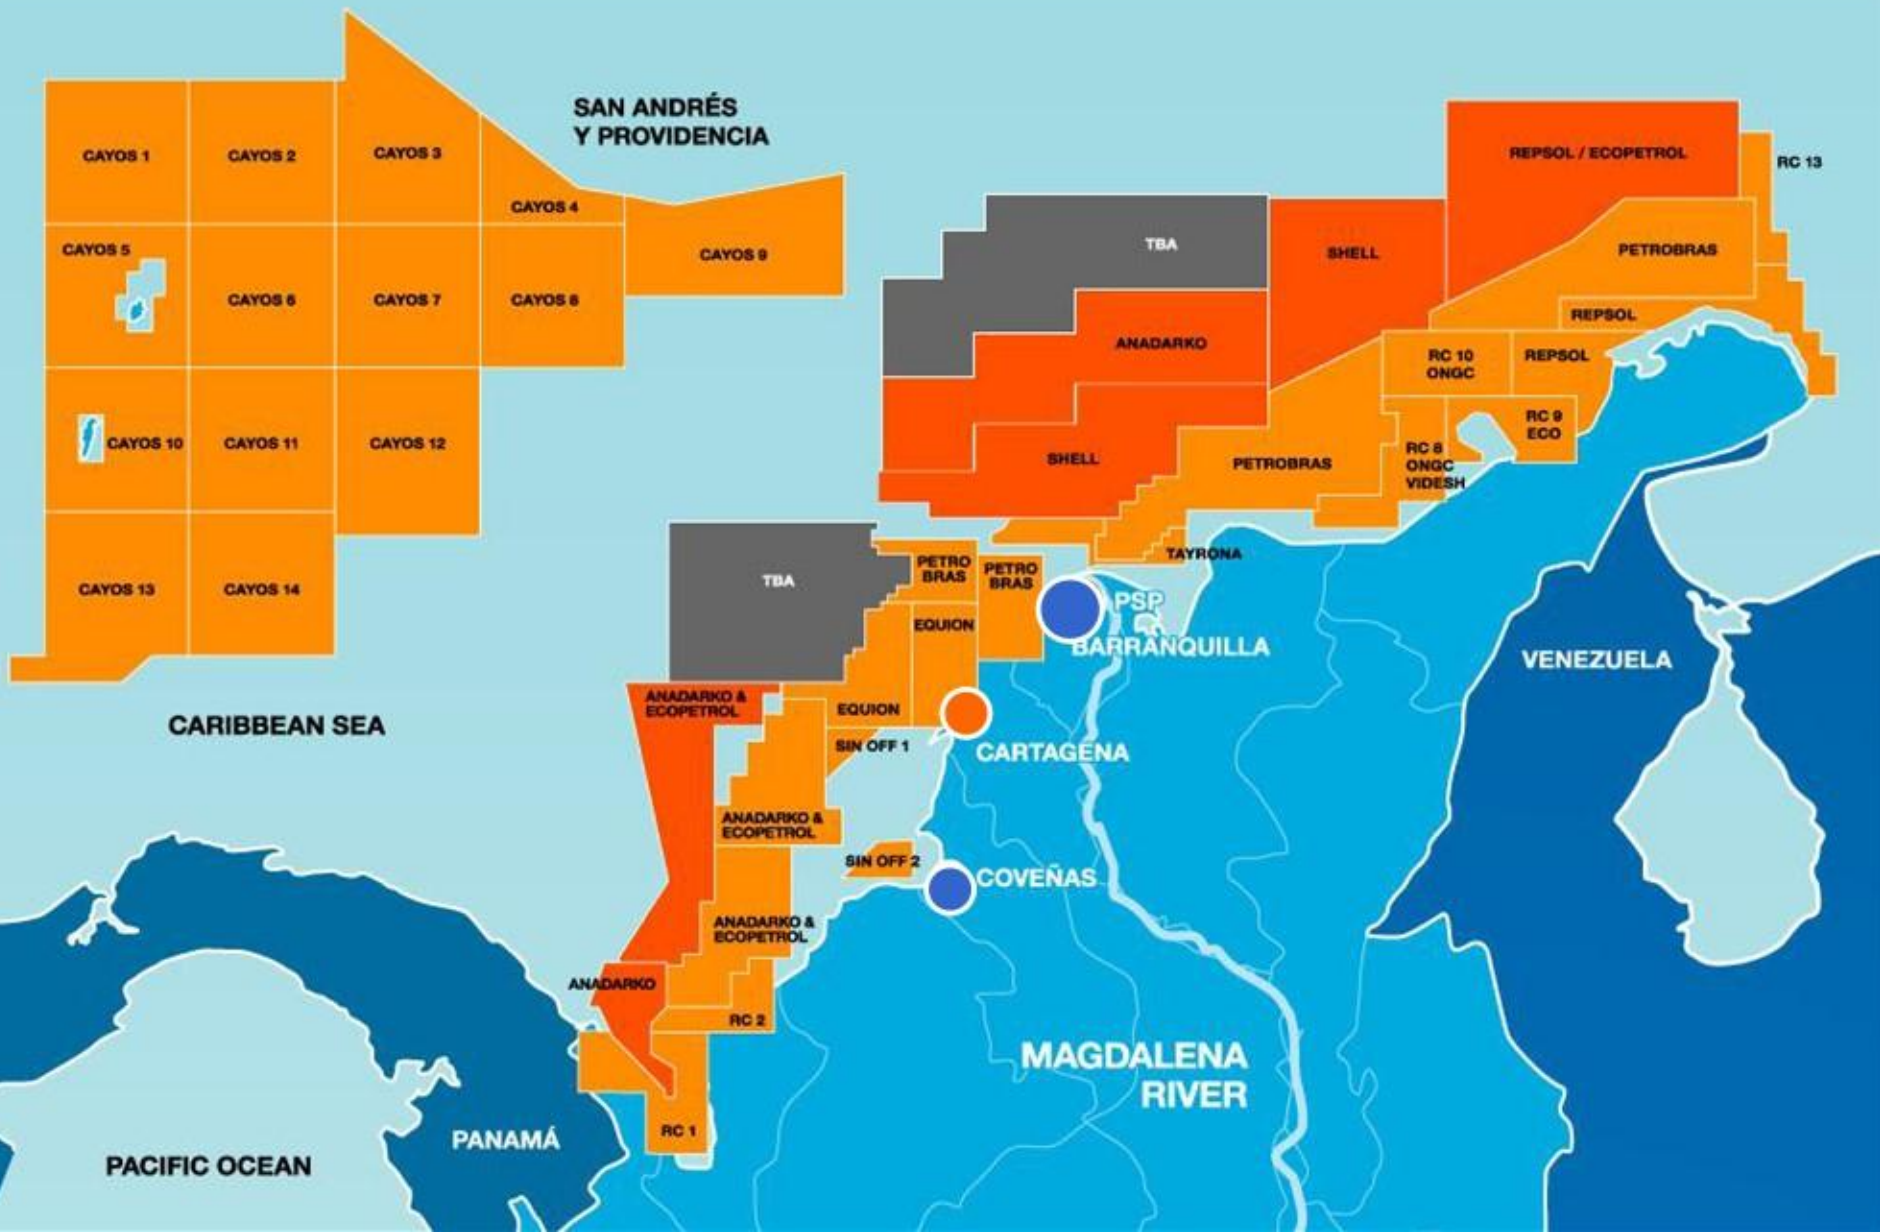 SAN ANDRÉS
Y PROVIDENCIA
CAYOS 1
CAYOS 2
CAYOS 3
CAYOS 4
CAYOS 5
CAYOS 6
CAYOS 7
CAYOS 8
CAYOS 9
CAYOS 10
CAYOS 11
CAYOS 12
CAYOS 13
CAYOS 14
REPSOL / ECOPETROL
RC 13
TBA
SHELL
PETROBRAS
REPSOL
ANADARKO
RC 10
ONGC
REPSOL
RC 9
ECO
SHELL
PETROBRAS
RC 8
ONGC
VIDESH
TAYRONA
TBA
PETRO
BRAS
PETRO
BRAS
EQUION
PSP
BARRANQUILLA
VENEZUELA
ANADARKO &
ECOPETROL
EQUION
SIN OFF 1
CARTAGENA
CARIBBEAN SEA
ANADARKO &
ECOPETROL
SIN OFF 2
COVEÑAS
ANADARKO &
ECOPETROL
ANADARKO
RC 2
MAGDALENA
RIVER
RC 1
PANAMÁ
PACIFIC OCEAN